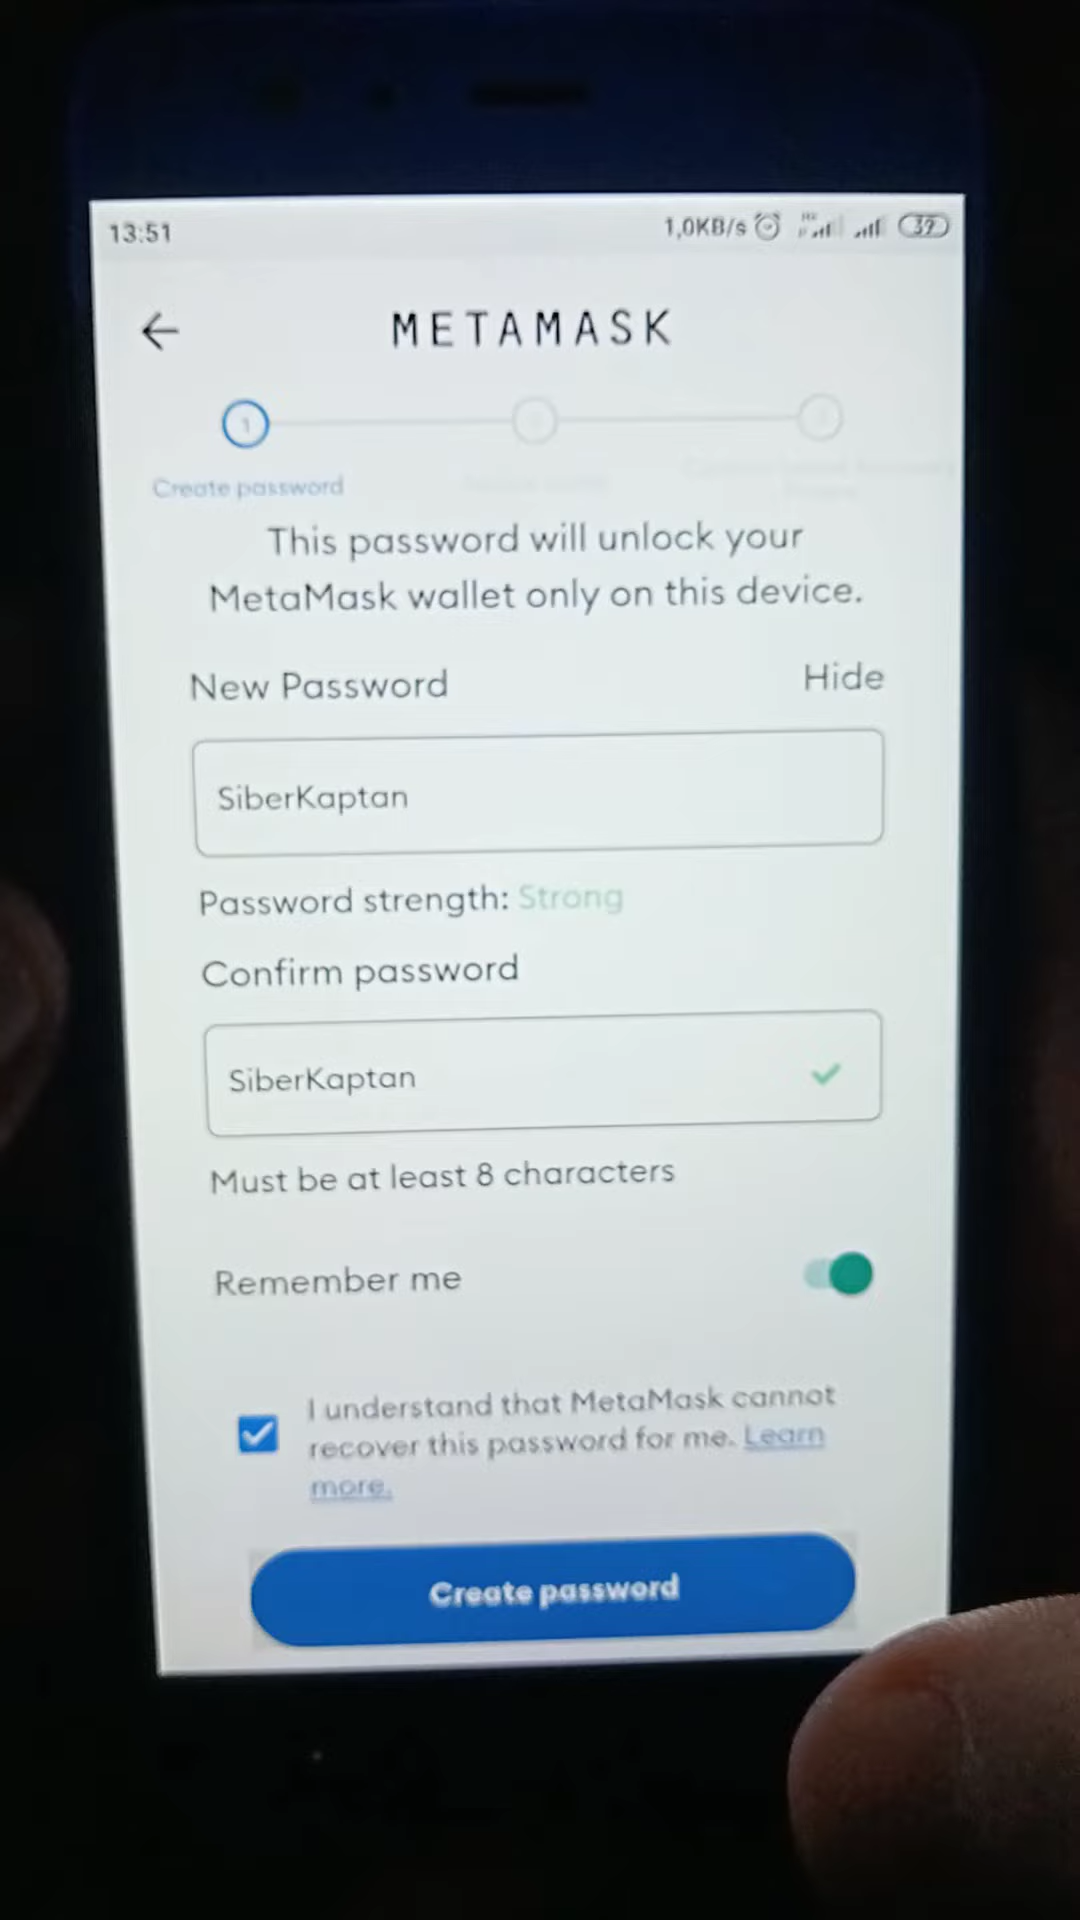 13:51 1,0KB/s 39
METAMASK
1
Create password
This password will unlock your
MetaMask wallet only on this device.
New Password Hide
SiberKaptan
Password strength: Strong
Confirm password
SiberKaptan
Must be at least 8 characters
Remember me
I understand that MetaMask cannot
recover this password for me. Learn
more.
Create password